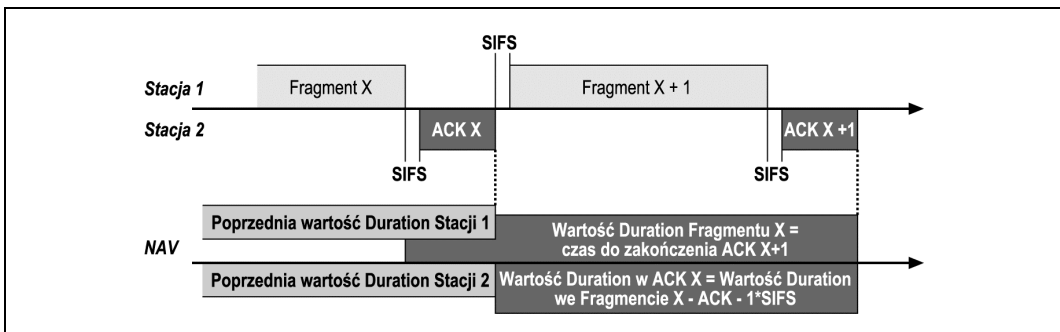 SIFS
Stacja 1
Fragment X
Fragment X + 1
Stacja 2
ACK X
ACK X +1
SIFS
SIFS
Poprzednia wartość Duration Stacji 1
Wartość Duration Fragmentu X =
czas do zakończenia ACK X+1
NAV
Poprzednia wartość Duration Stacji 2
Wartość Duration w ACK X = Wartość Duration
we Fragmencie X - ACK - 1*SIFS